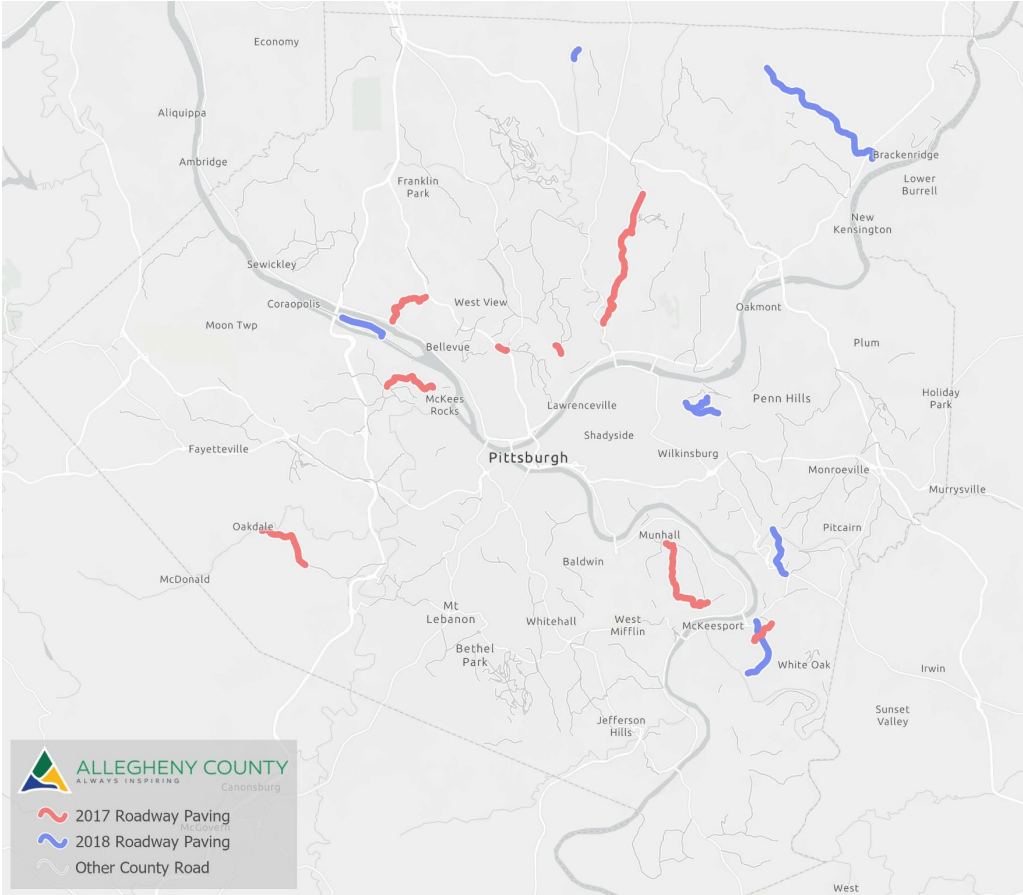 Economy
Aliquippa
Ambridge
Brackenridge
Franklin
Park
Lower
Burrell
New
Kensington
Sewickley
Coraopolis
West View
Oakmont
Moon Twp
Bellevue
Plum
McKees
Rocks
Lawrenceville
Penn Hills
Holiday
Park
Shadyside
Fayetteville
Pittsburgh
Wilkinsburg
Monroeville
Murrysville
Oakdale
Munhall
Pitcairn
Baldwin
McDonald
Mt
Lebanon
Whitehall
West
Mifflin
McKeesport
Bethel
Park
White Oak
Irwin
Sunset
Valley
Jefferson
Hills
ALLEGHENY COUNTY
ALWAYS INSPIRING
Canonsburg
2017 Roadway Paving
McGovern
2018 Roadway Paving
Other County Road
West